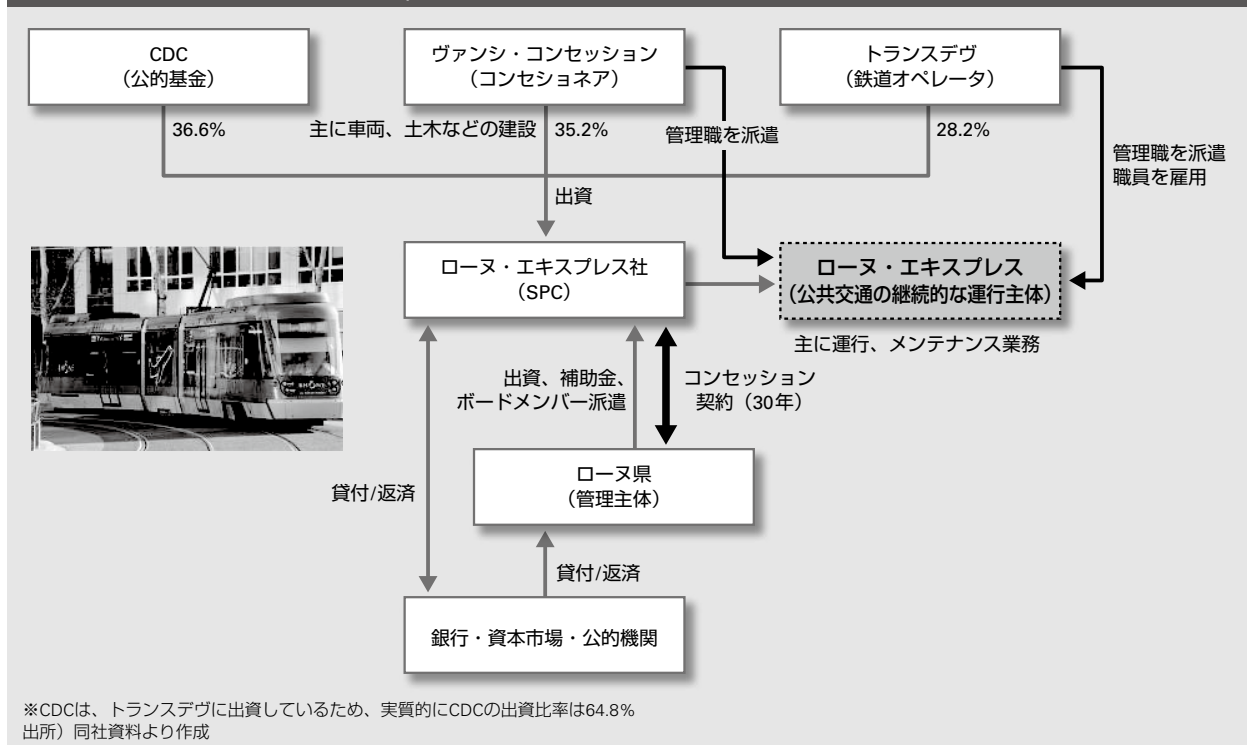 CDC
（公的基金）
ヴァンシ・コンセッション
（コンセショネア）
トランスデヴ
（鉄道オペレータ）
36.6%
主に車両、土木などの建設
35.2%
管理職を派遣
28.2%
管理職を派遣
職員を雇用
出資
ローヌ・エキスプレス社
（SPC）
ローヌ・エキスプレス
（公共交通の継続的な運行主体）
主に運行、メンテナンス業務
出資、補助金、
ボードメンバー派遣
コンセッション
契約（30年）
ローヌ県
（管理主体）
貸付/返済
貸付/返済
銀行・資本市場・公的機関
※CDCは、トランスデヴに出資しているため、実質的にCDCの出資比率は64.8%
出所）同社資料より作成